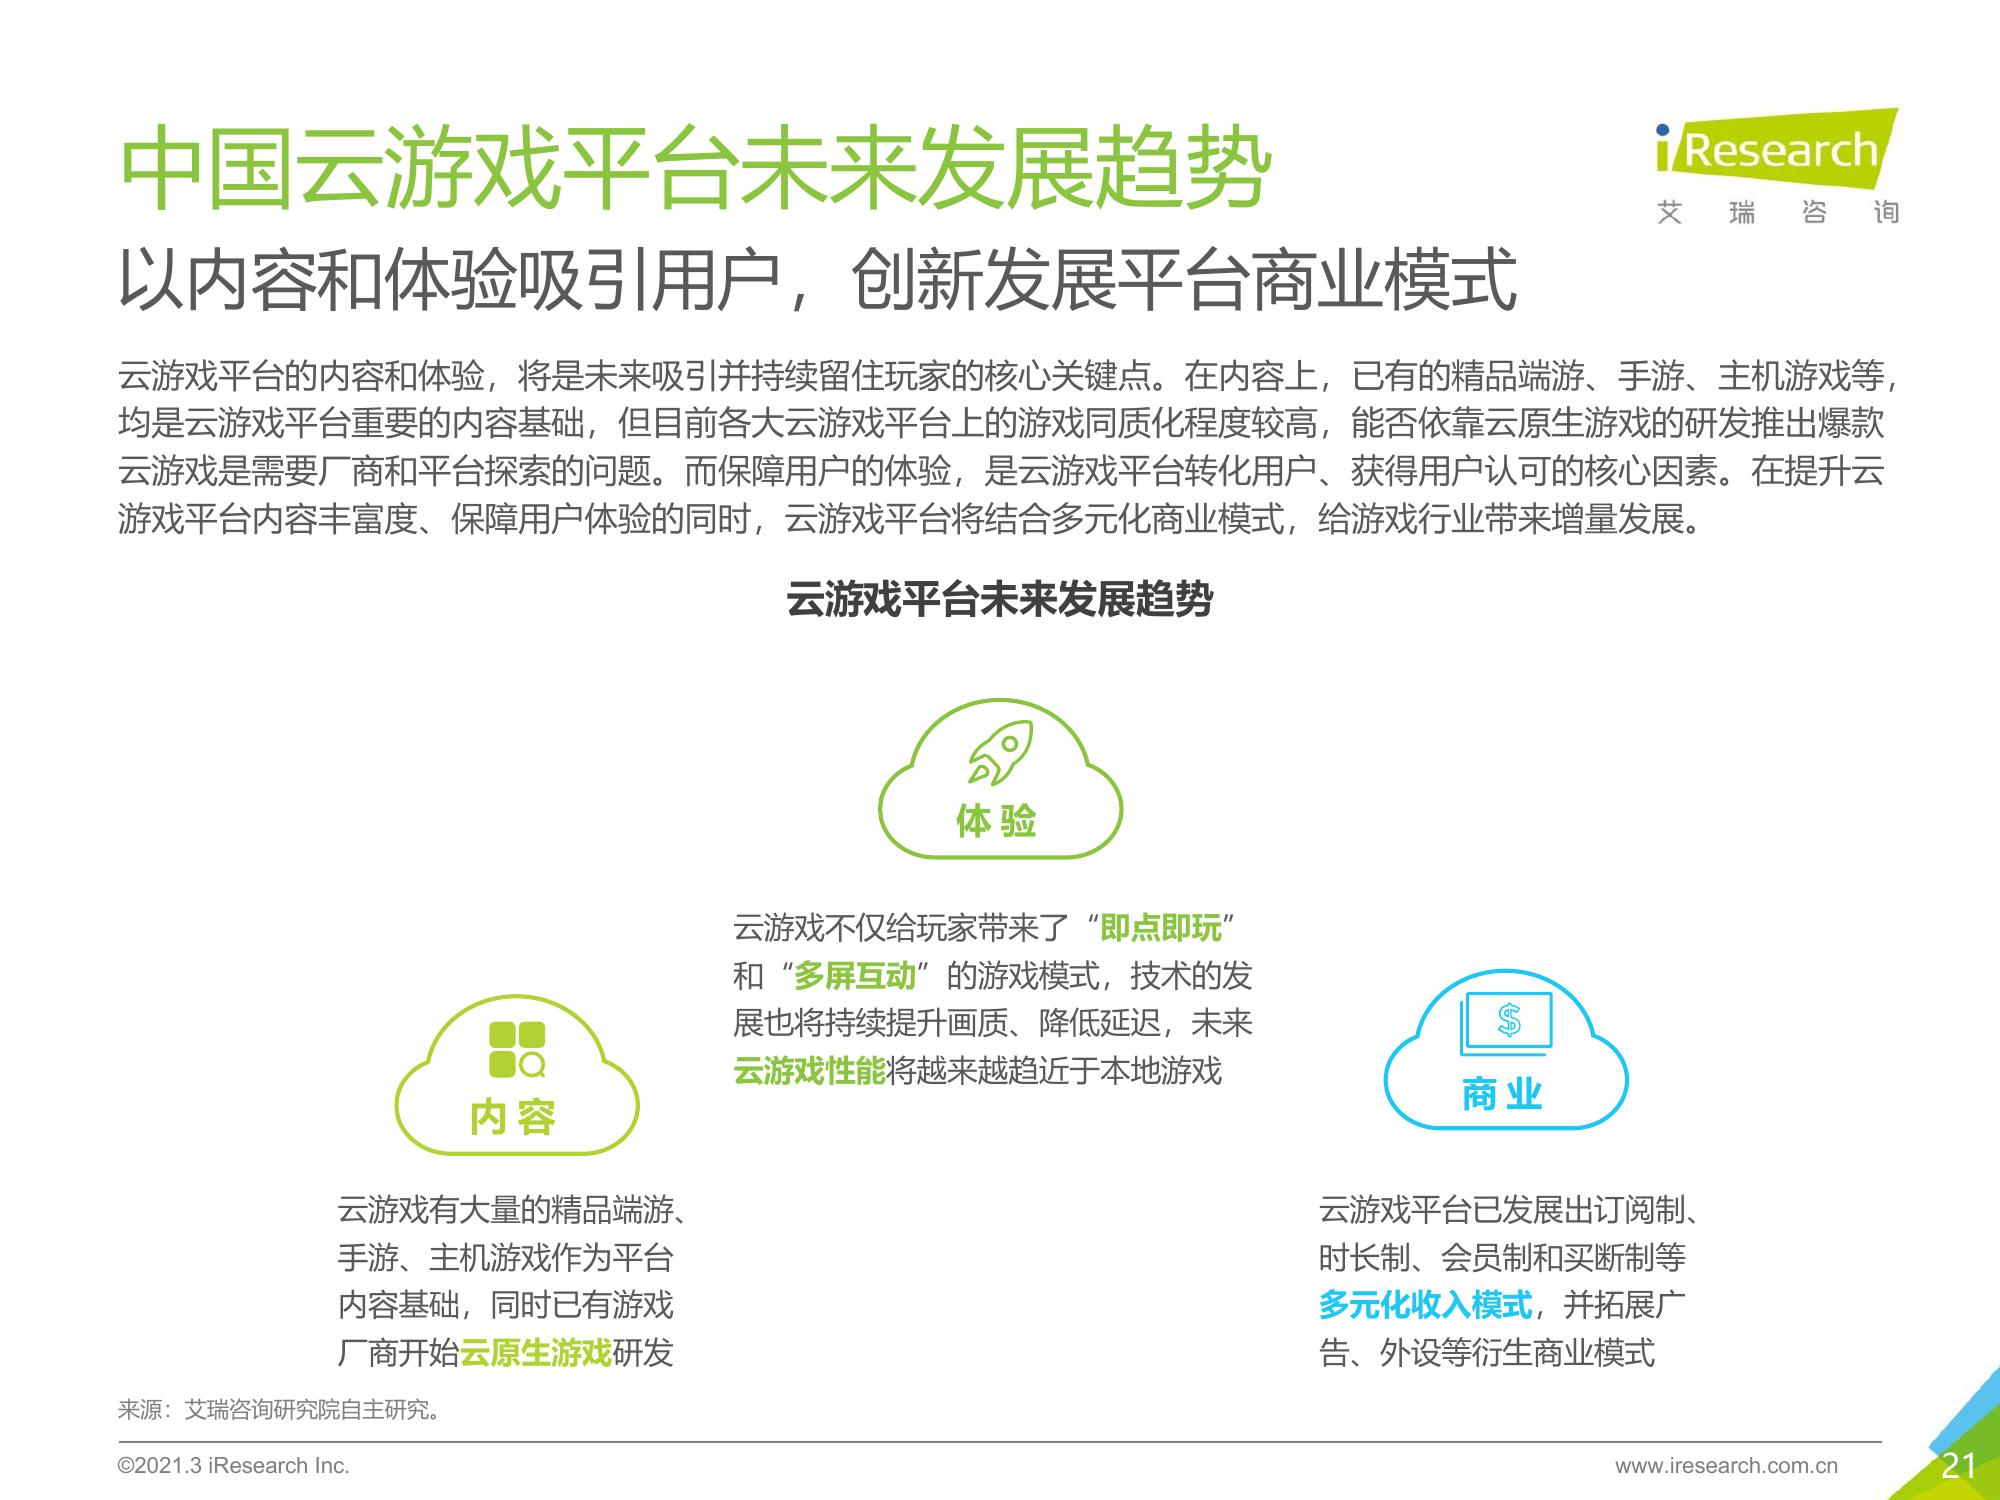 中国云游戏平台未来发展趋势
iResearch
艾瑞咨询
以内容和体验吸引用户，创新发展平台商业模式
云游戏平台的内容和体验，将是未来吸引并持续留住玩家的核心关键点。在内容上，已有的精品端游、手游、主机游戏等，
均是云游戏平台重要的内容基础，但目前各大云游戏平台上的游戏同质化程度较高，能否依靠云原生游戏的研发推出爆款
云游戏是需要厂商和平台探索的问题。而保障用户的体验，是云游戏平台转化用户、获得用户认可的核心因素。在提升云
游戏平台内容丰富度、保障用户体验的同时，云游戏平台将结合多元化商业模式，给游戏行业带来增量发展。
云游戏平台未来发展趋势
体验
云游戏不仅给玩家带来了“即点即玩”
和“多屏互动”的游戏模式，技术的发
展也将持续提升画质、降低延迟，未来
云游戏性能将越来越趋近于本地游戏
内容
云游戏有大量的精品端游、
手游、主机游戏作为平台
内容基础，同时已有游戏
厂商开始云原生游戏研发
$
商业
云游戏平台已发展出订阅制、
时长制、会员制和买断制等
多元化收入模式，并拓展广
告、外设等衍生商业模式
来源：艾瑞咨询研究院自主研究。
©2021.3 iResearch Inc.
www.iresearch.com.cn
21